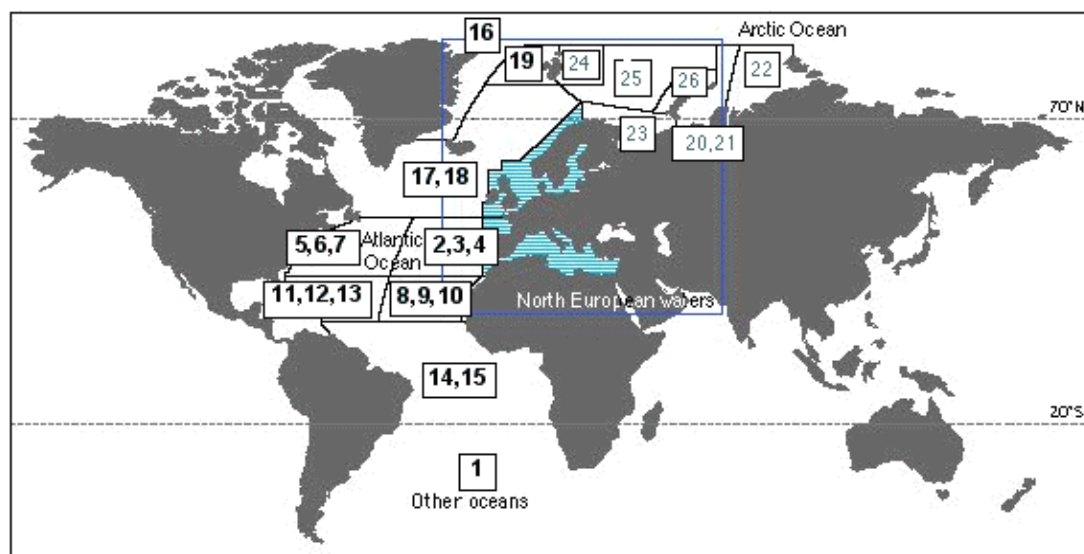 Arctic Ocean
16
19
24
25
26
22
70°N
23
20,21
17,18
5,6,7
Atlantic
Ocean
2,3,4
11,12,13
8,9,10
North European waters
14,15
20°S
1
Other oceans